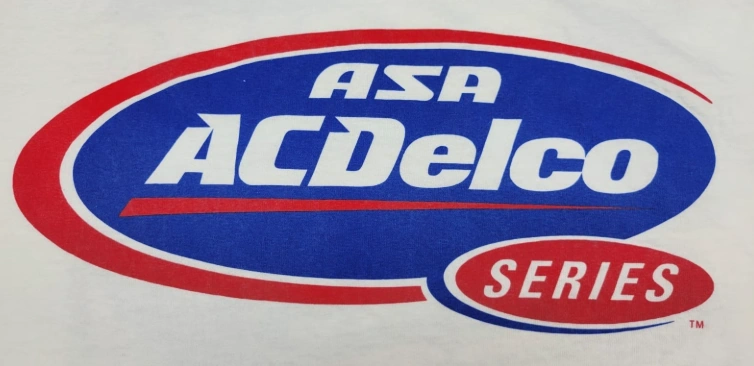 ASA
ACDelco
SERIES
TM